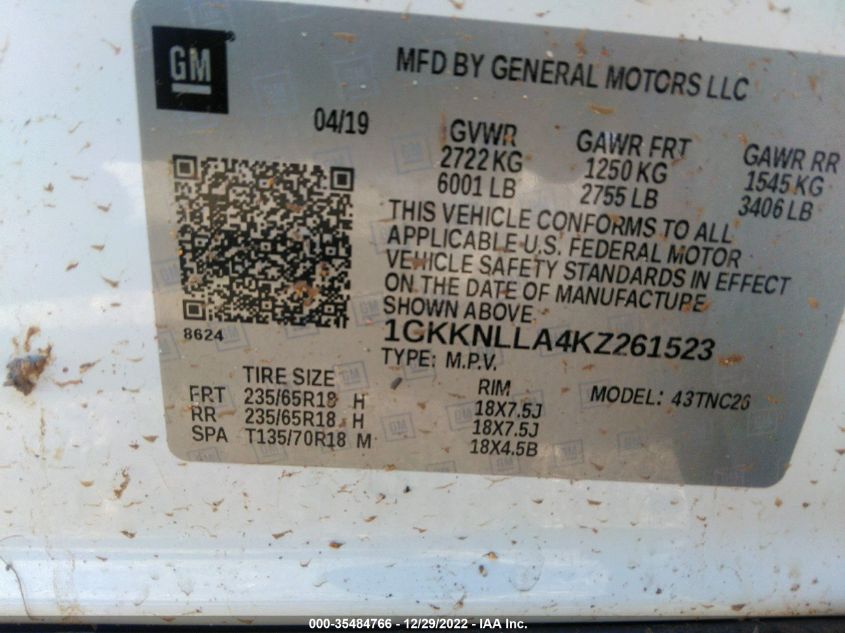 GM
MFD BY GENERAL MOTORS LLC
04/19
GVWR
2722 KG
6001 LB
GAWR FRT
1250 KG
2755 LB
GAWR RR
1545 KG
3406 LB
THIS VEHICLE CONFORMS TO ALL
APPLICABLE U.S. FEDERAL MOTOR
VEHICLE SAFETY STANDARDS IN EFFECT
ON THE DATE OF MANUFACTURE
SHOWN ABOVE.
8624
1GKKNLLA4KZ261523
TYPE: M.P.V.
TIRE SIZE
RIM
MODEL: 43TNC26
FRT 235/65R18 H 18X7.5J
RR 235/65R18 H 18X7.5J
SPA T135/70R18 M 18X4.5B
000-35484766 - 12/29/2022 - IAA Inc.